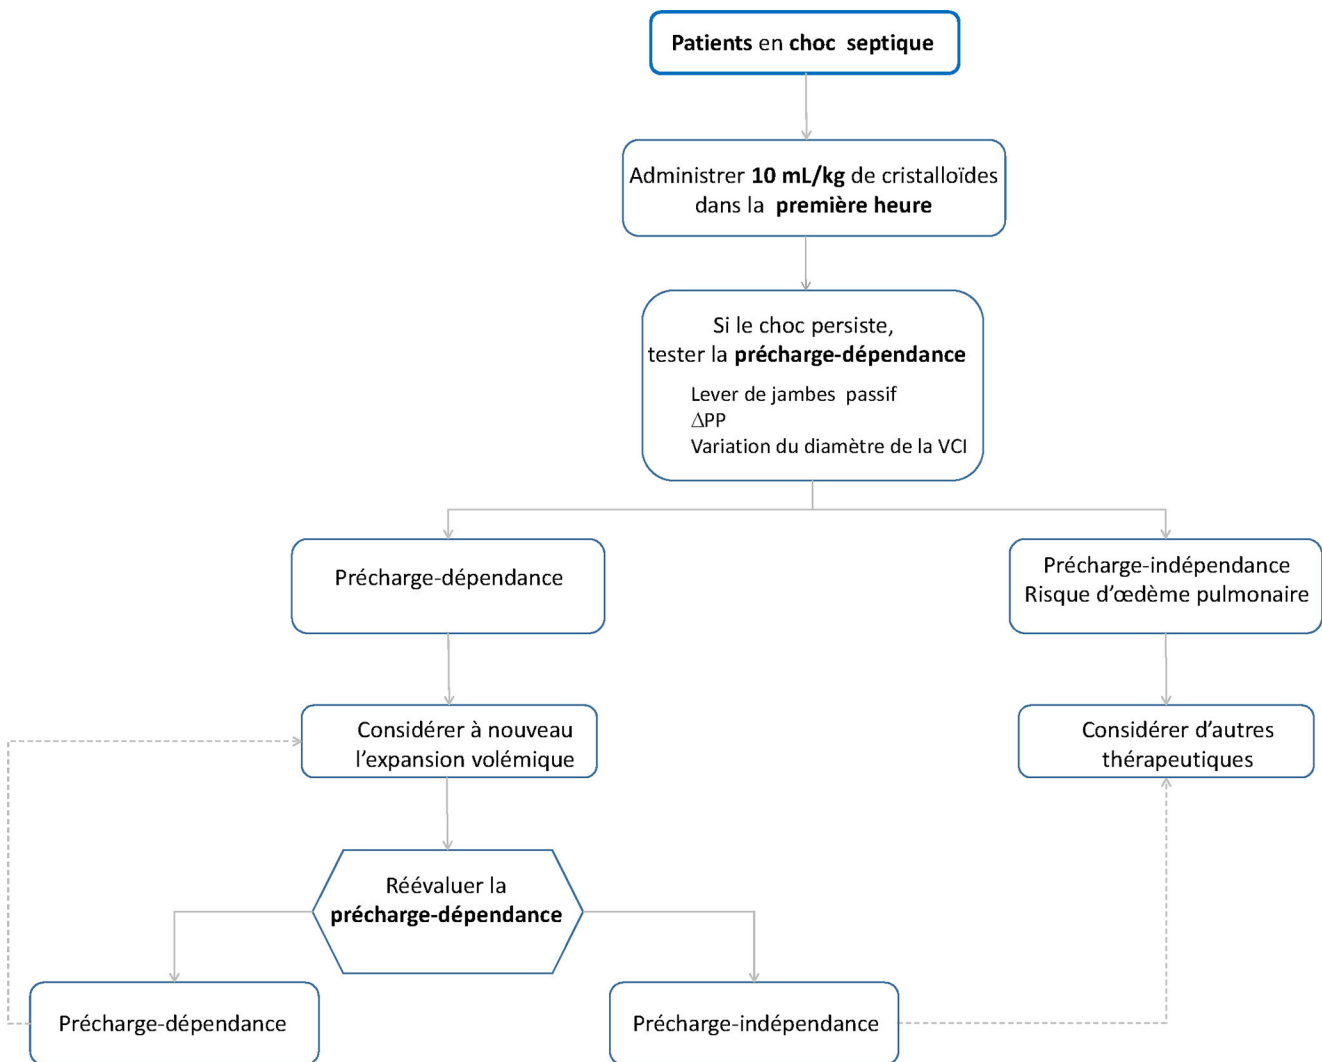 Patients en choc septique
Administrer 10 mL/kg de cristalloïdes
dans la première heure
Si le choc persiste,
tester la précharge-dépendance
Lever de jambes passif
∆PP
Variation du diamètre de la VCI
Précharge-dépendance
Précharge-indépendance
Risque d’œdème pulmonaire
Considérer à nouveau
l’expansion volémique
Considérer d'autres
thérapeutiques
Réévaluer la
précharge-dépendance
Précharge-dépendance
Précharge-indépendance